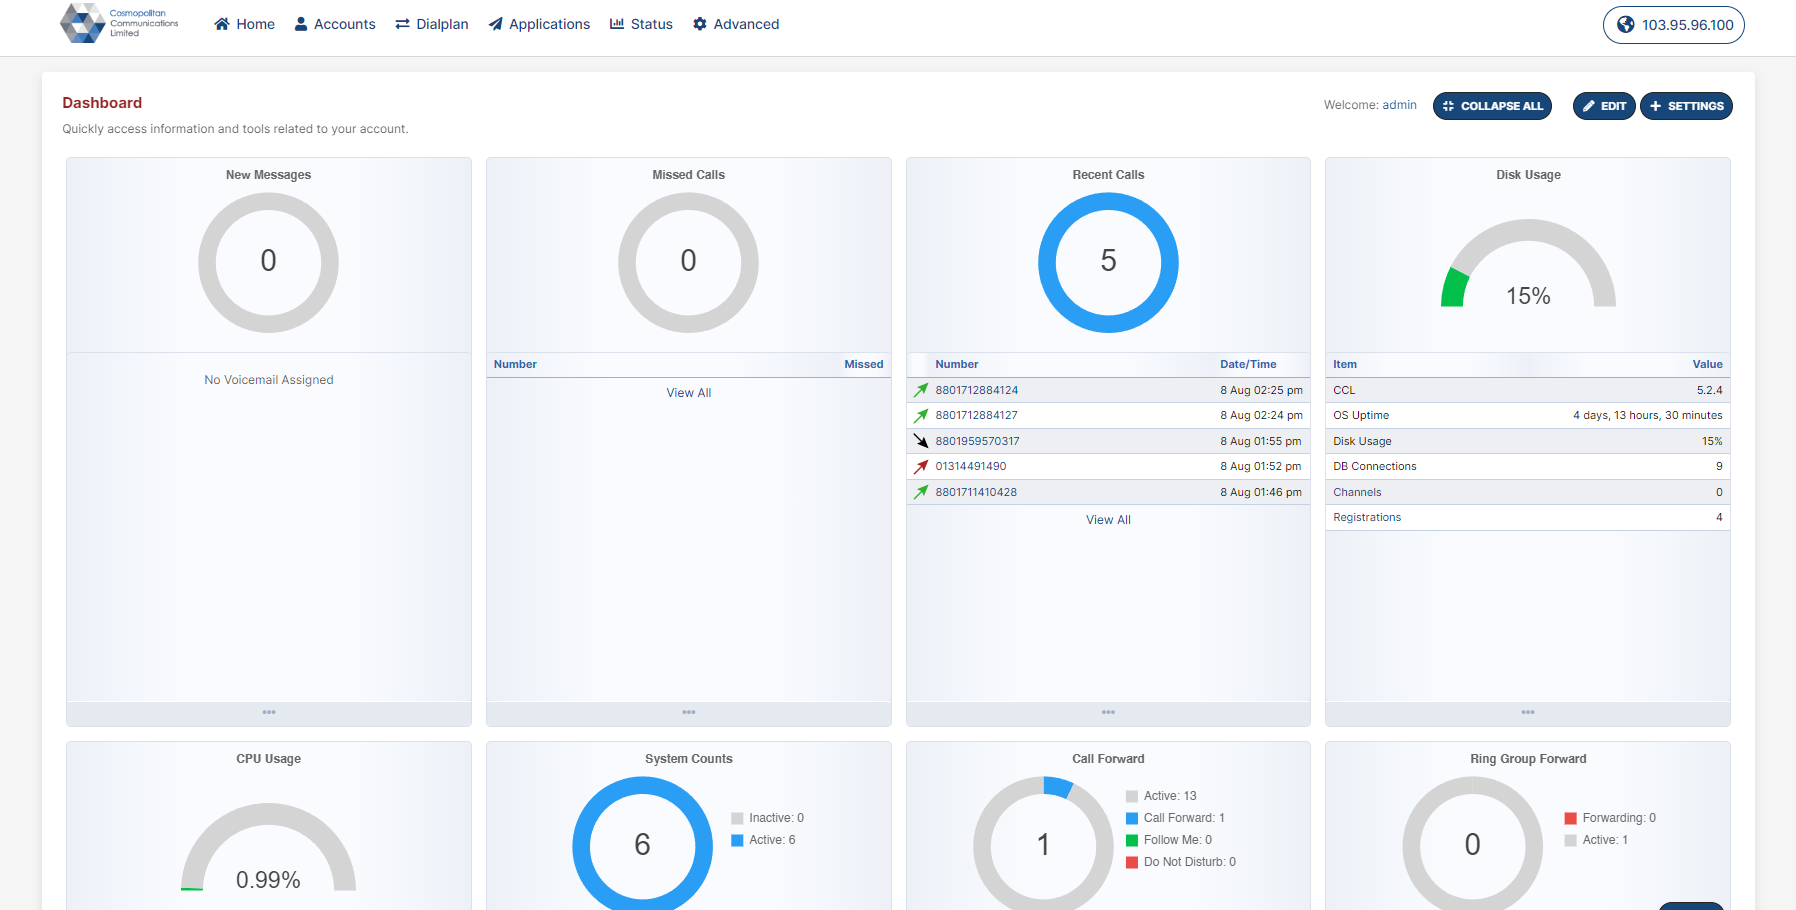 Cosmopolitan
Communications
Limited
Home
Accounts
Dialplan
Applications
Status
Advanced
103.95.96.100
Dashboard
Welcome: admin
COLLAPSE ALL
EDIT
SETTINGS
Quickly access information and tools related to your account.
New Messages
0
No Voicemail Assigned
Missed Calls
0
Number Missed
View All
Recent Calls
5
Number Date/Time
8801712884124 8 Aug 02:25 pm
8801712884127 8 Aug 02:24 pm
8801959570317 8 Aug 01:55 pm
01314491490 8 Aug 01:52 pm
8801711410428 8 Aug 01:46 pm
View All
Disk Usage
15%
Item Value
CCL 5.2.4
OS Uptime 4 days, 13 hours, 30 minutes
Disk Usage 15%
DB Connections 9
Channels 0
Registrations 4
CPU Usage
0.99%
System Counts
6
Inactive: 0
Active: 6
Call Forward
1
Active: 13
Call Forward: 1
Follow Me: 0
Do Not Disturb: 0
Ring Group Forward
0
Forwarding: 0
Active: 1